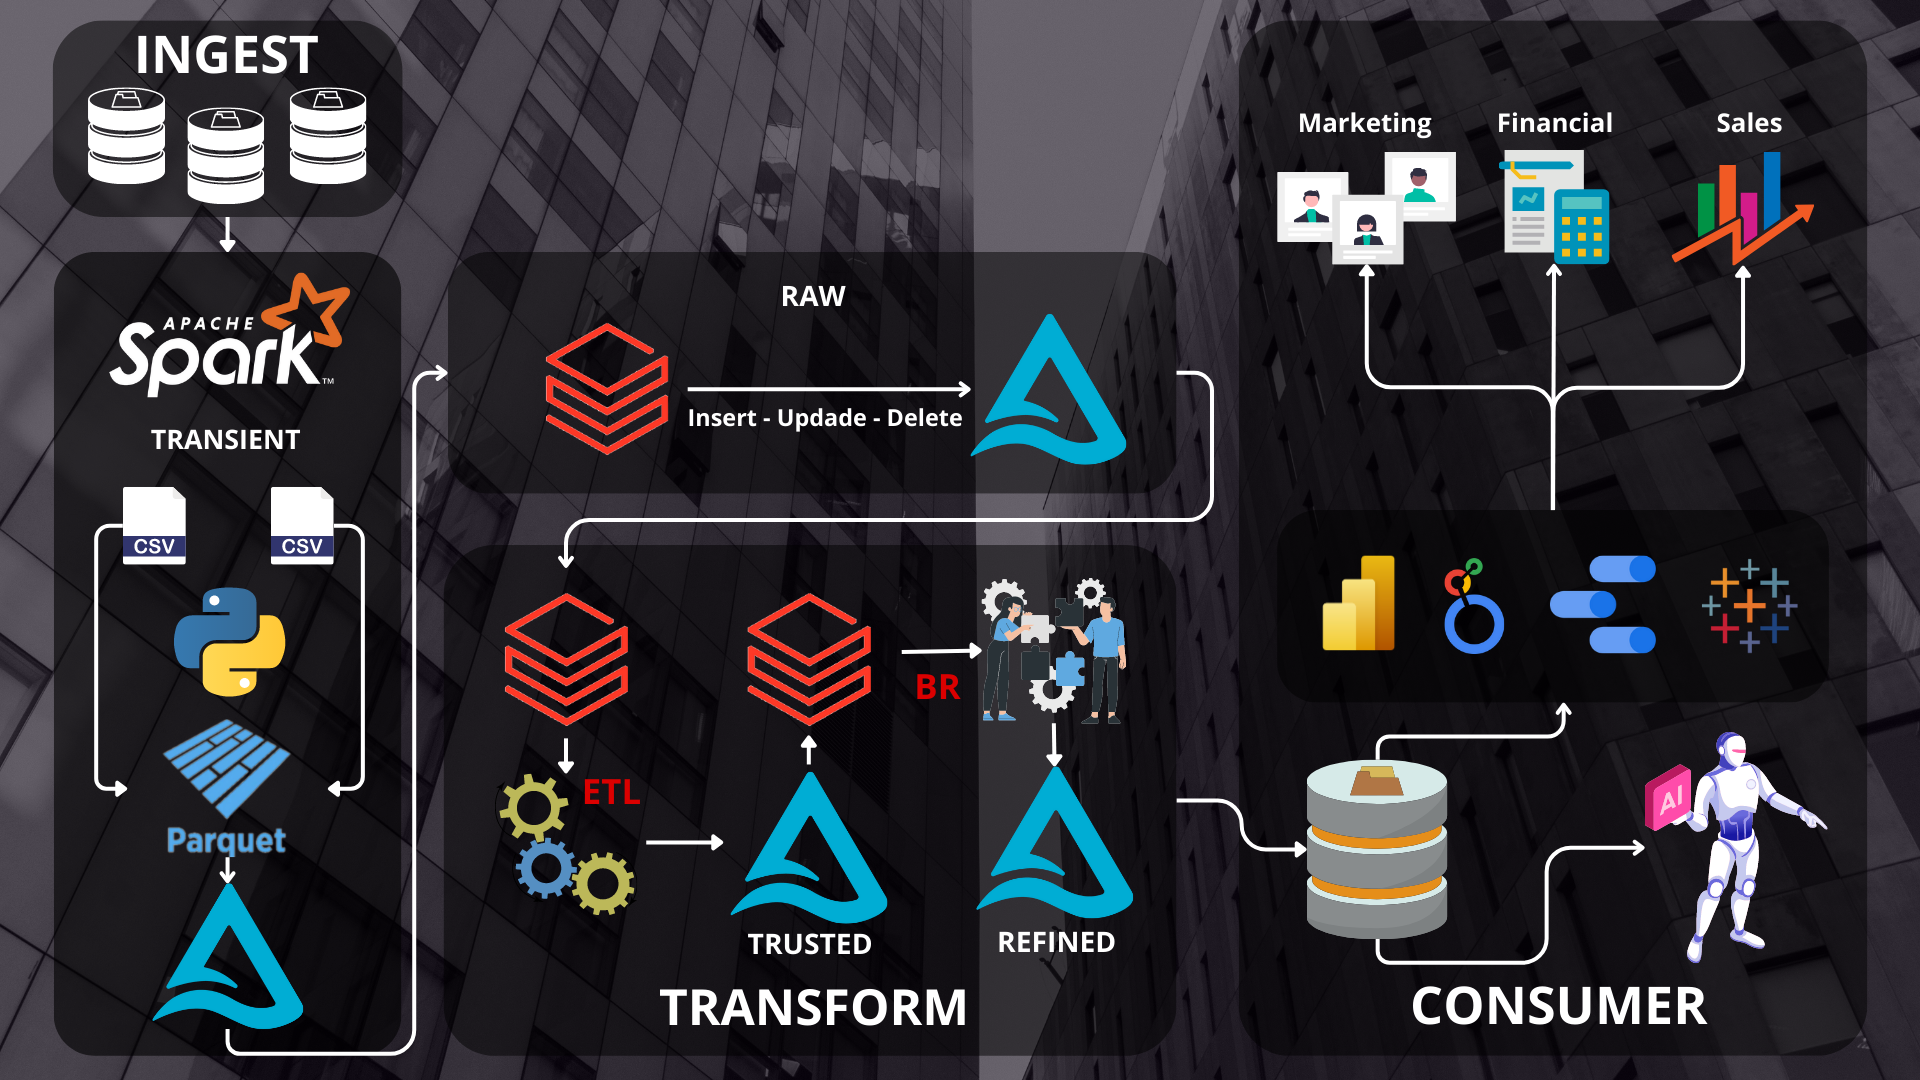 INGEST
APACHE
Spark™
TRANSIENT
CSV
CSV
Parquet
RAW
Insert - Updade - Delete
ETL
BR
TRUSTED
REFINED
TRANSFORM
Marketing
Financial
Sales
AI
CONSUMER